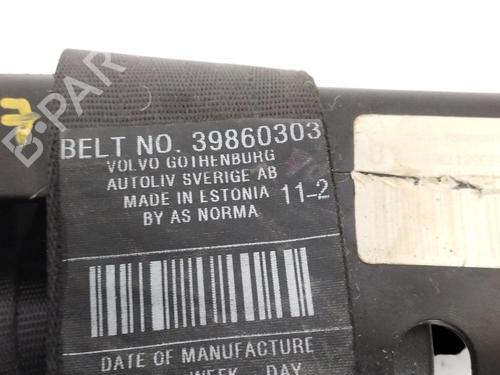 B-PARTS
BELT NO. 39860303
VOLVO GOTHENBURG
AUTOLIV SVERIGE AB
MADE IN ESTONIA 11-2
BY AS NORMA
DATE OF MANUFACTURE
WEEK DAY